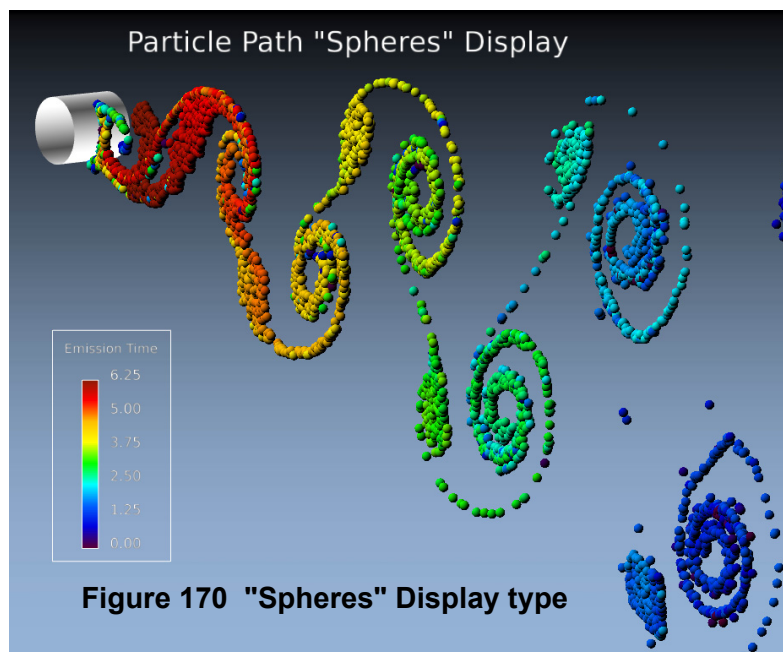 Particle Path "Spheres" Display
Emission Time
6.25
5.00
3.75
2.50
1.25
0.00
Figure 170 "Spheres" Display type